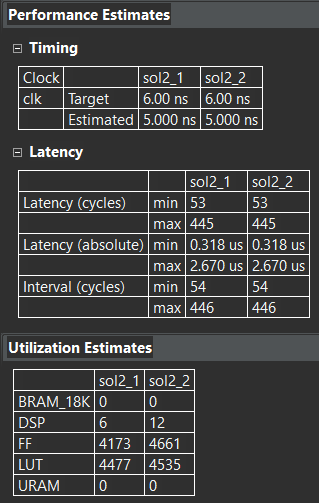 Performance Estimates
Timing
Clock sol2_1 sol2_2
clk Target 6.00 ns 6.00 ns
Estimated 5.000 ns 5.000 ns
Latency
sol2_1 sol2_2
Latency (cycles) min 53 53
max 445 445
Latency (absolute) min 0.318 us 0.318 us
max 2.670 us 2.670 us
Interval (cycles) min 54 54
max 446 446
Utilization Estimates
sol2_1 sol2_2
BRAM_18K 0 0
DSP 6 12
FF 4173 4661
LUT 4477 4535
URAM 0 0